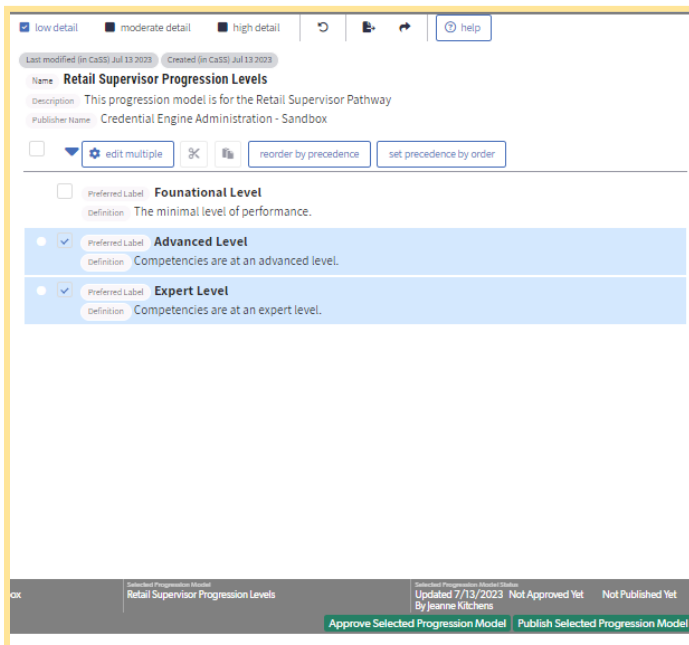 low detail moderate detail high detail help
Last modified (in CaSS) Jul 13 2023 Created (in CaSS) Jul 13 2023
Name Retail Supervisor Progression Levels
Description This progression model is for the Retail Supervisor Pathway
Publisher Name Credential Engine Administration - Sandbox
edit multiple reorder by precedence set precedence by order
Preferred Label Founational Level
Definition The minimal level of performance.
Preferred Label Advanced Level
Definition Competencies are at an advanced level.
Preferred Label Expert Level
Definition Competencies are at an expert level.
Selected Progression Model Selected Progression Model Status
ox Retail Supervisor Progression Levels Updated 7/13/2023 Not Approved Yet Not Published Yet
By Jeanne Kitchens
Approve Selected Progression Model Publish Selected Progression Model